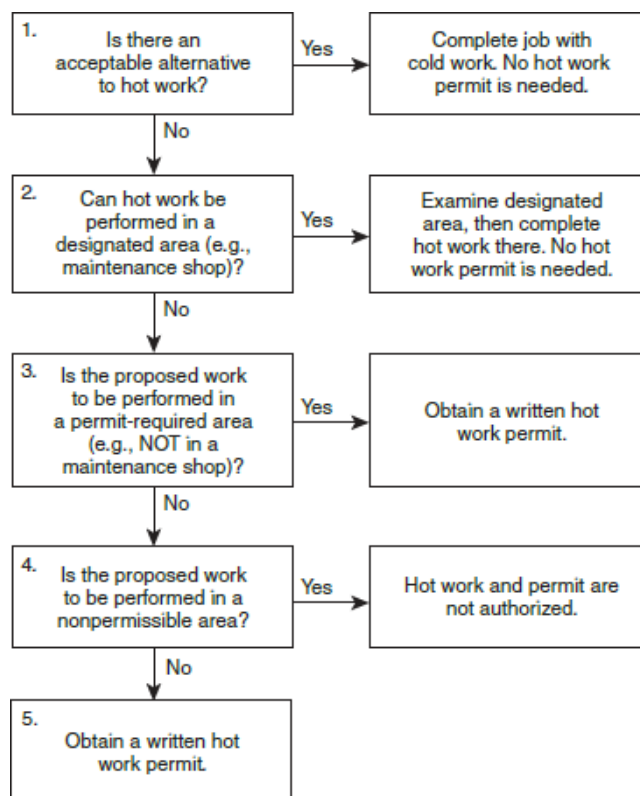 1.
Is there an
acceptable alternative
to hot work?
Yes
Complete job with
cold work. No hot work
permit is needed.
No
2.
Can hot work be
performed in a
designated area (e.g.,
maintenance shop)?
Yes
Examine designated
area, then complete
hot work there. No hot
work permit is needed.
No
3.
Is the proposed work
to be performed in
a permit-required area
(e.g., NOT in a
maintenance shop)?
Yes
Obtain a written hot
work permit.
No
4.
Is the proposed work
to be performed in a
nonpermissible area?
Yes
Hot work and permit are
not authorized.
No
5.
Obtain a written hot
work permit.